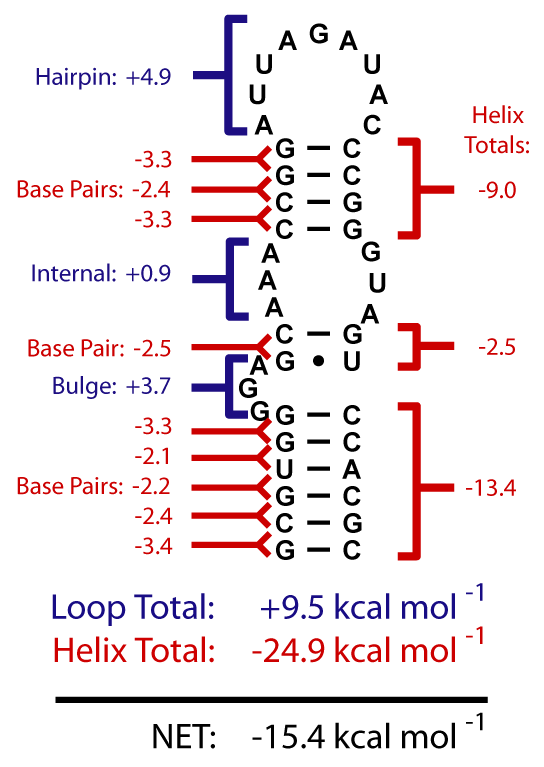 A G A
U U
Hairpin: +4.9
U A
A C
Helix
Totals:
G – C
-3.3
G – C
Base Pairs: -2.4
-9.0
C – G
-3.3
C – G
A G
Internal: +0.9
A U
A A
C – G
Base Pair: -2.5
-2.5
A G • U
Bulge: +3.7
G
G G – C
-3.3
G – C
-2.1
U – A
Base Pairs: -2.2
-13.4
G – C
-2.4
C – G
-3.4
G – C
Loop Total: +9.5 kcal mol -1
Helix Total: -24.9 kcal mol -1
NET: -15.4 kcal mol -1